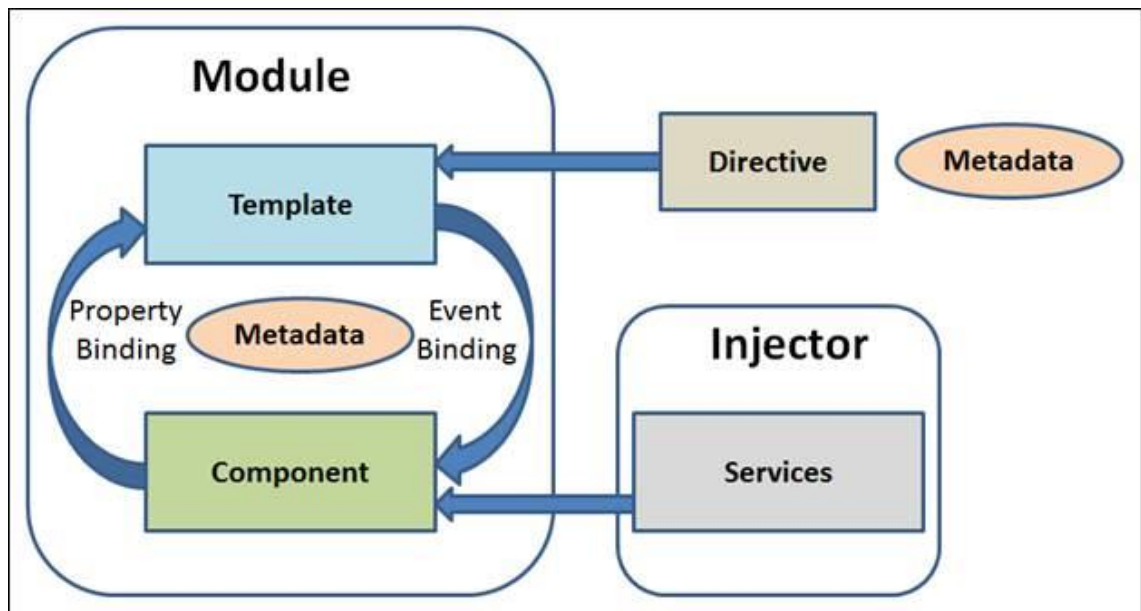 Module
Template
Directive
Metadata
Property
Binding
Metadata
Event
Binding
Injector
Component
Services